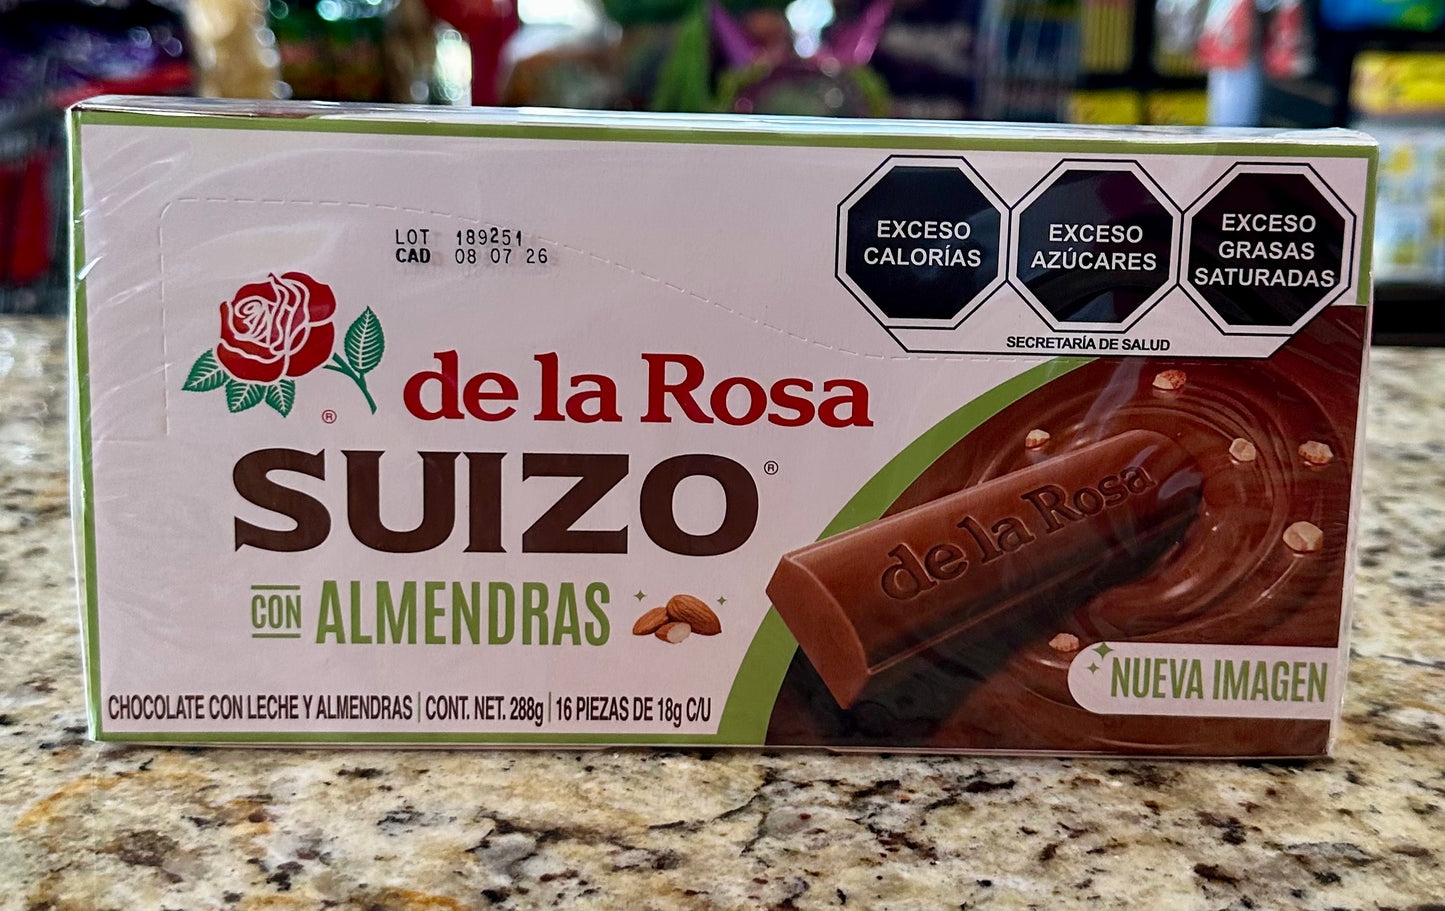 LOT 189251
CAD 08 07 26
EXCESO
CALORÍAS
EXCESO
AZÚCARES
EXCESO
GRASAS
SATURADAS
SECRETARÍA DE SALUD
de la Rosa
®
SUIZO®
CON ALMENDRAS
de la Rosa
NUEVA IMAGEN
CHOCOLATE CON LECHE Y ALMENDRAS | CONT. NET. 288g | 16 PIEZAS DE 18g C/U